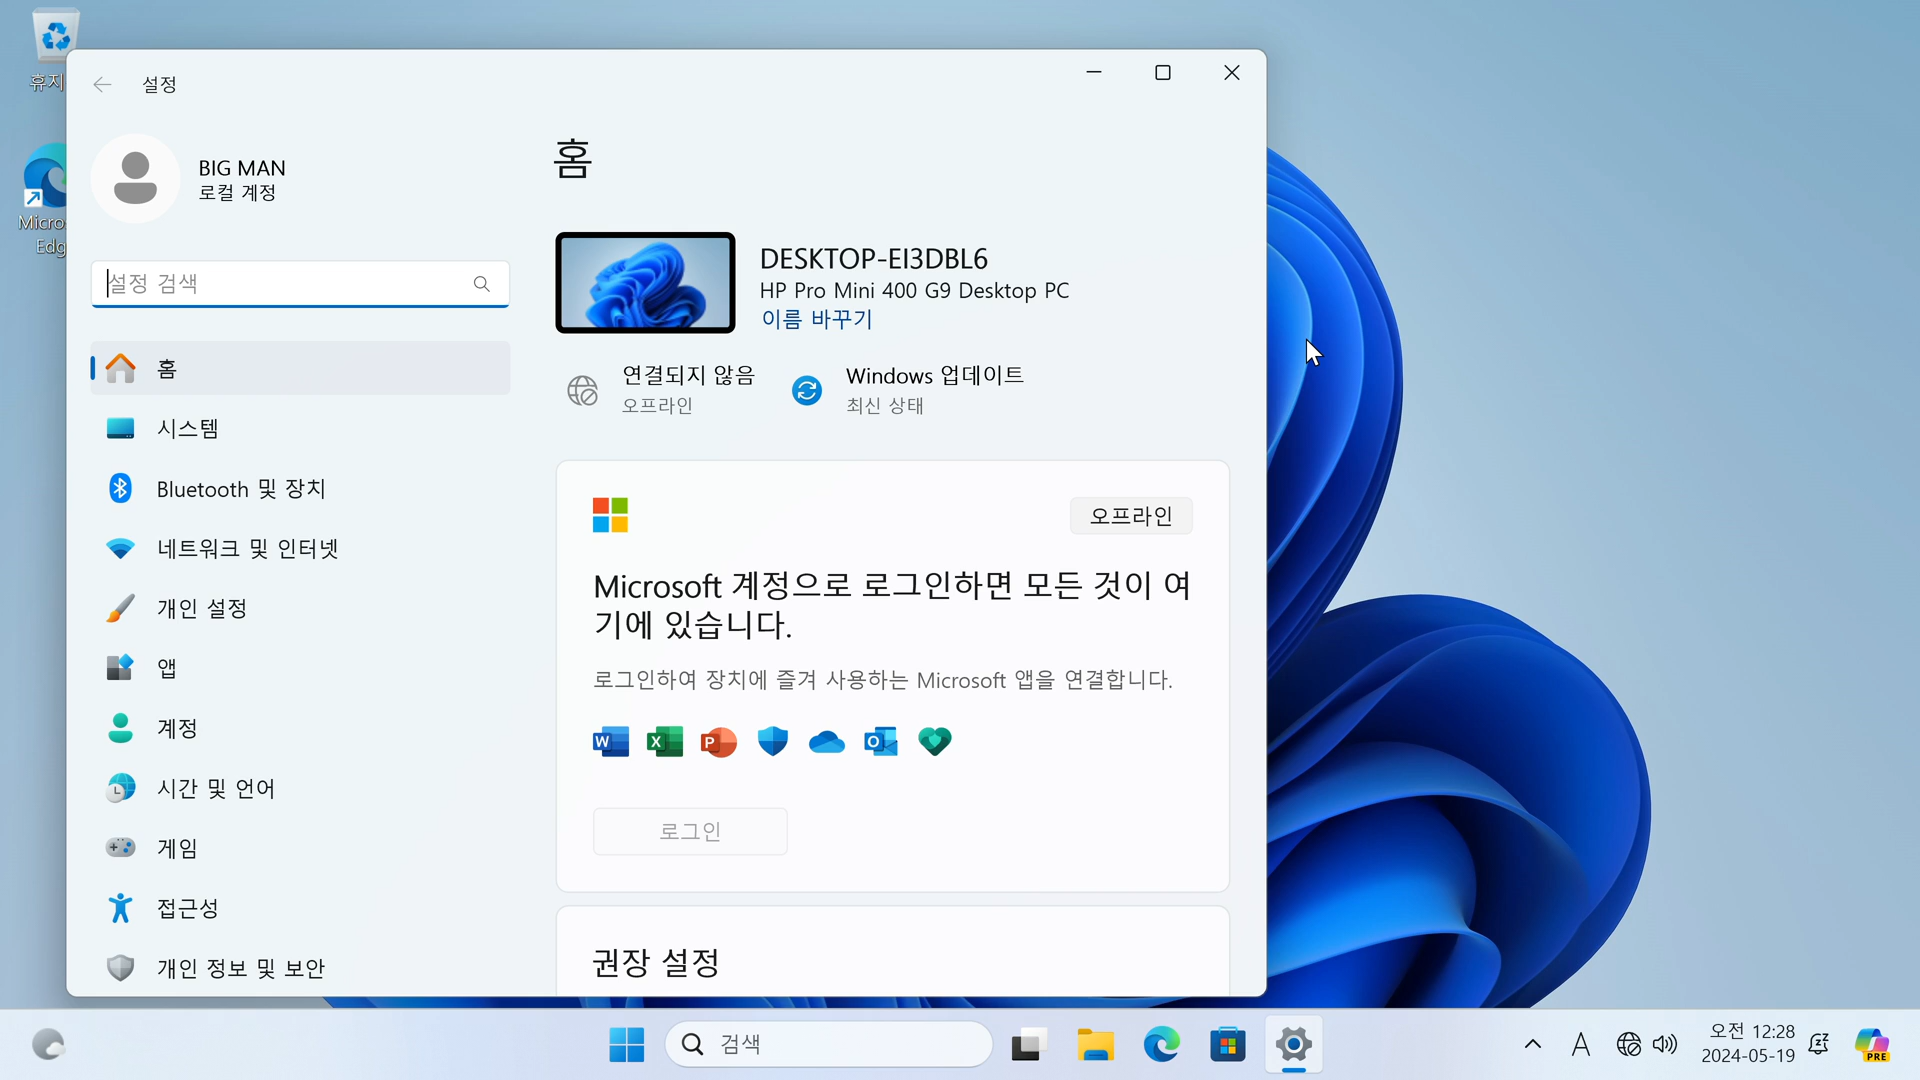 휴지
Micro
Edg
설정
BIG MAN
로컬 계정
설정 검색
홈
시스템
Bluetooth 및 장치
네트워크 및 인터넷
개인 설정
앱
계정
시간 및 언어
게임
접근성
개인 정보 및 보안
홈
DESKTOP-EI3DBL6
HP Pro Mini 400 G9 Desktop PC
이름 바꾸기
연결되지 않음
오프라인
Windows 업데이트
최신 상태
오프라인
Microsoft 계정으로 로그인하면 모든 것이 여
기에 있습니다.
로그인하여 장치에 즐겨 사용하는 Microsoft 앱을 연결합니다.
로그인
권장 설정
검색
A
오전 12:28
2024-05-19
PRE